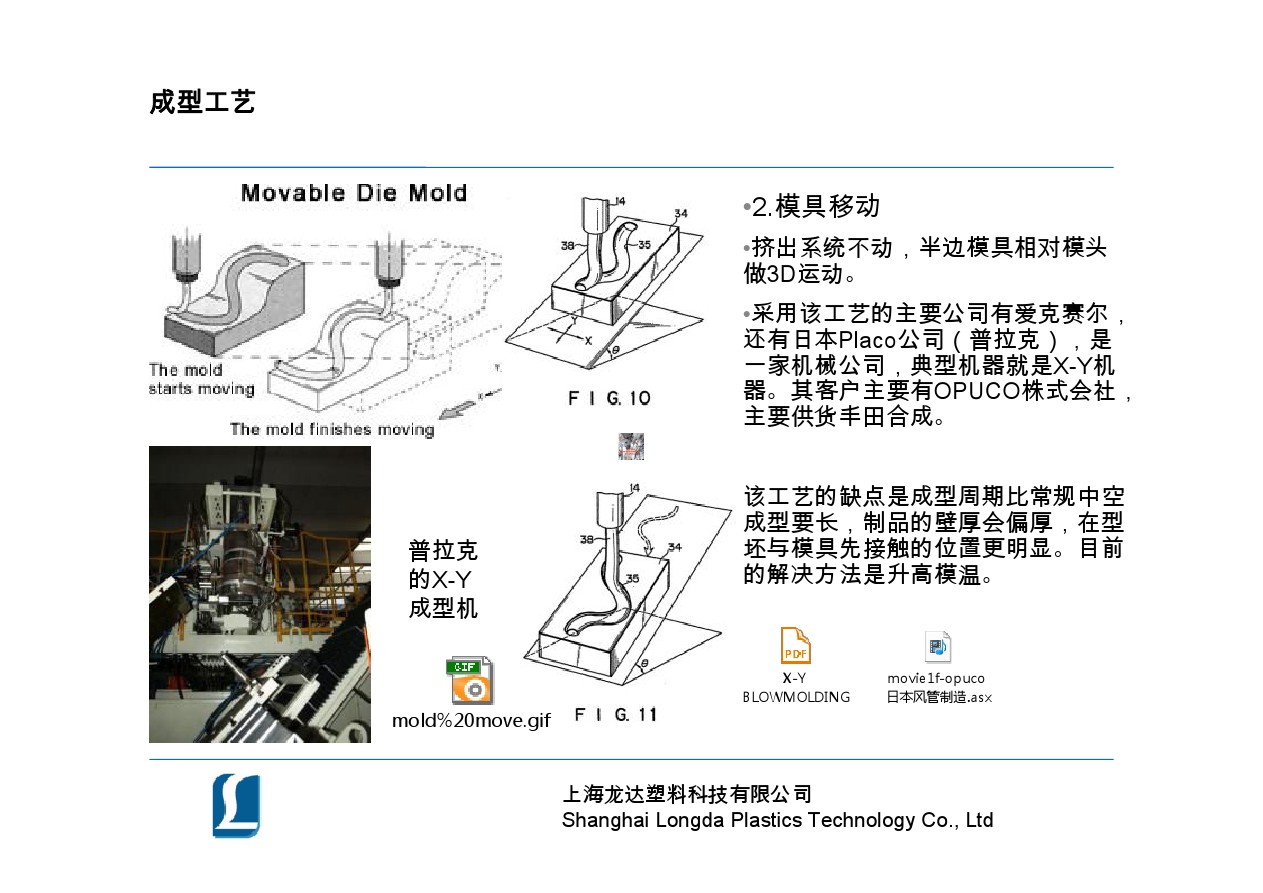 成型工艺
Movable Die Mold
The mold
starts moving
The mold finishes moving
Y
X
14
34
38
35
X
θ
FIG.10
14
38
34
35
θ
FIG.11
普拉克
的X-Y
成型机
GIF
mold%20move.gif
•2.模具移动
•挤出系统不动，半边模具相对模头
做3D运动。
•采用该工艺的主要公司有爱克赛尔，
还有日本Placo公司（普拉克），是
一家机械公司，典型机器就是X-Y机
器。其客户主要有OPUCO株式会社，
主要供货丰田合成。
该工艺的缺点是成型周期比常规中空
成型要长，制品的壁厚会偏厚，在型
坯与模具先接触的位置更明显。目前
的解决方法是升高模温。
PDF
X-Y
BLOWMOLDING
movie1f-opuco
日本风管制造.asx
上海龙达塑料科技有限公司
Shanghai Longda Plastics Technology Co., Ltd